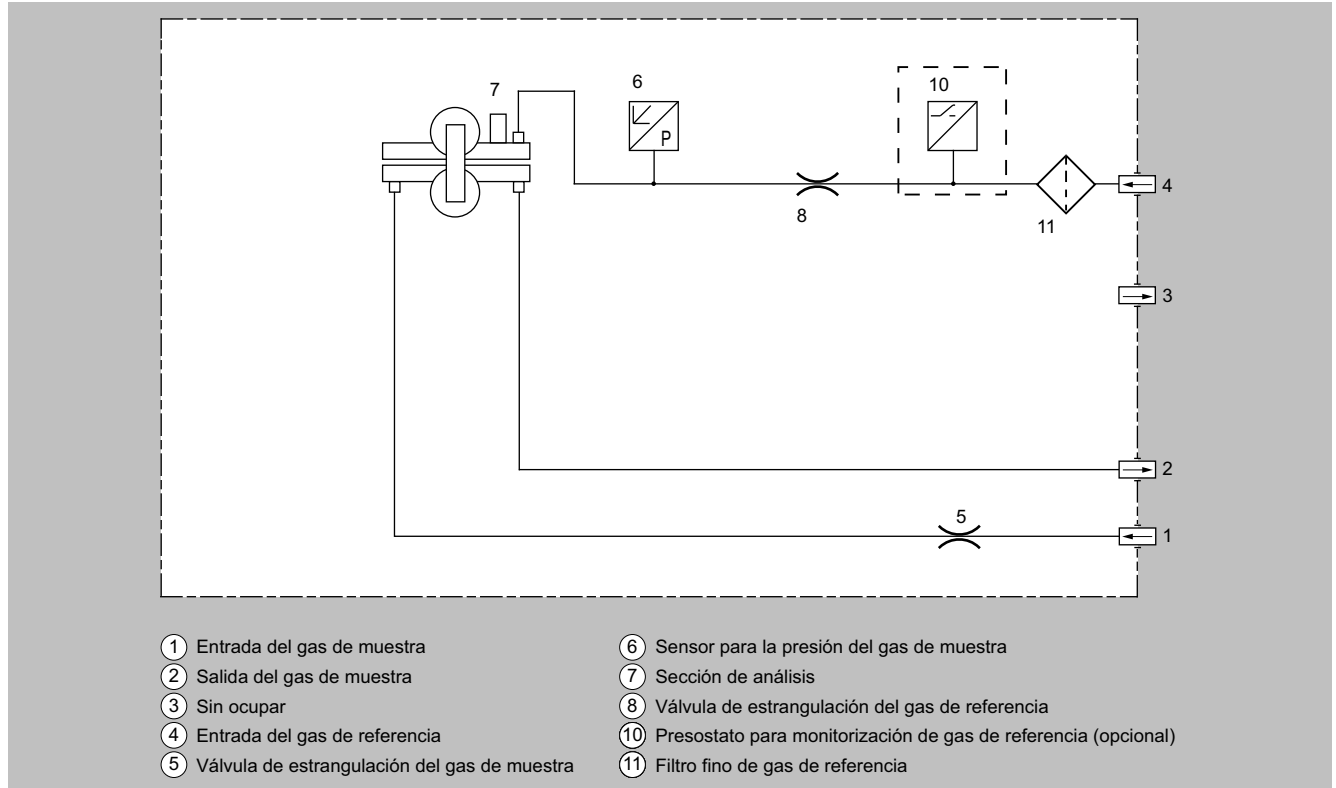 7
6
P
10
8
11
4
3
2
5
1
1 Entrada del gas de muestra
2 Salida del gas de muestra
3 Sin ocupar
4 Entrada del gas de referencia
5 Válvula de estrangulación del gas de muestra
6 Sensor para la presión del gas de muestra
7 Sección de análisis
8 Válvula de estrangulación del gas de referencia
10 Presostato para monitorización de gas de referencia (opcional)
11 Filtro fino de gas de referencia